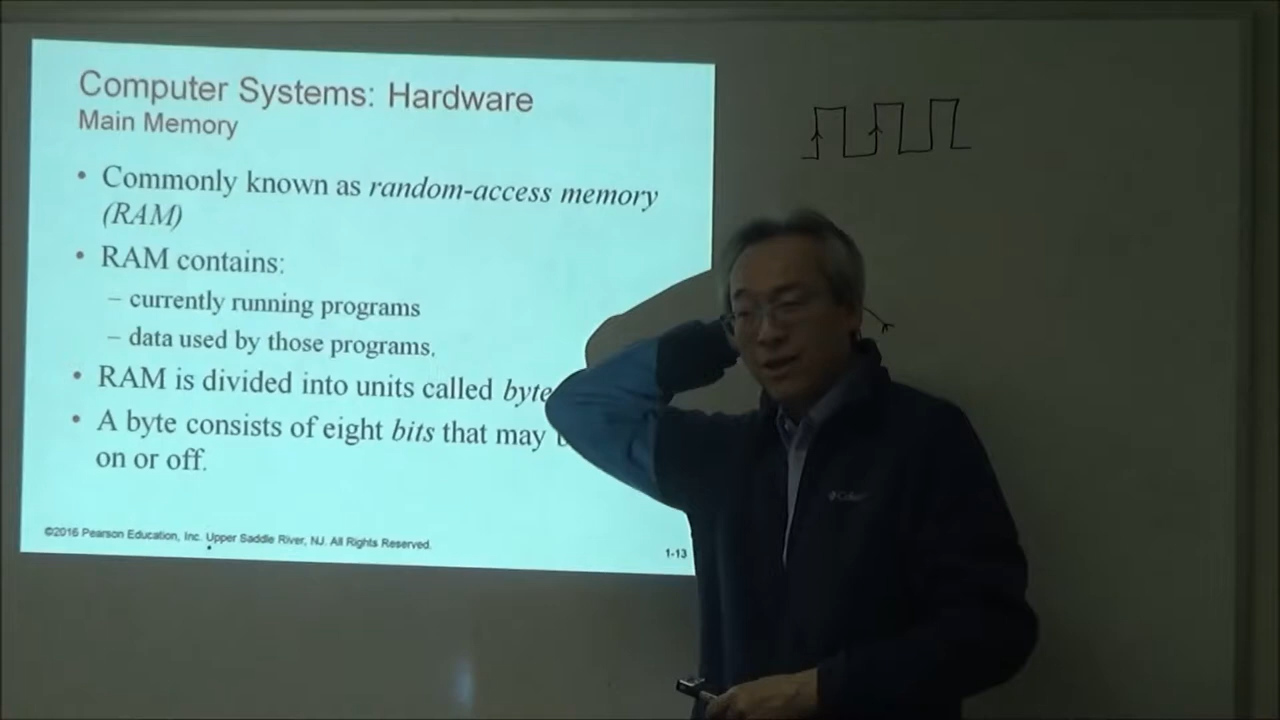 Computer Systems: Hardware
Main Memory
• Commonly known as random-access memory
(RAM)
• RAM contains:
– currently running programs
– data used by those programs.
• RAM is divided into units called byte
• A byte consists of eight bits that may
on or off.
©2016 Pearson Education, Inc. Upper Saddle River, NJ. All Rights Reserved.
1-13